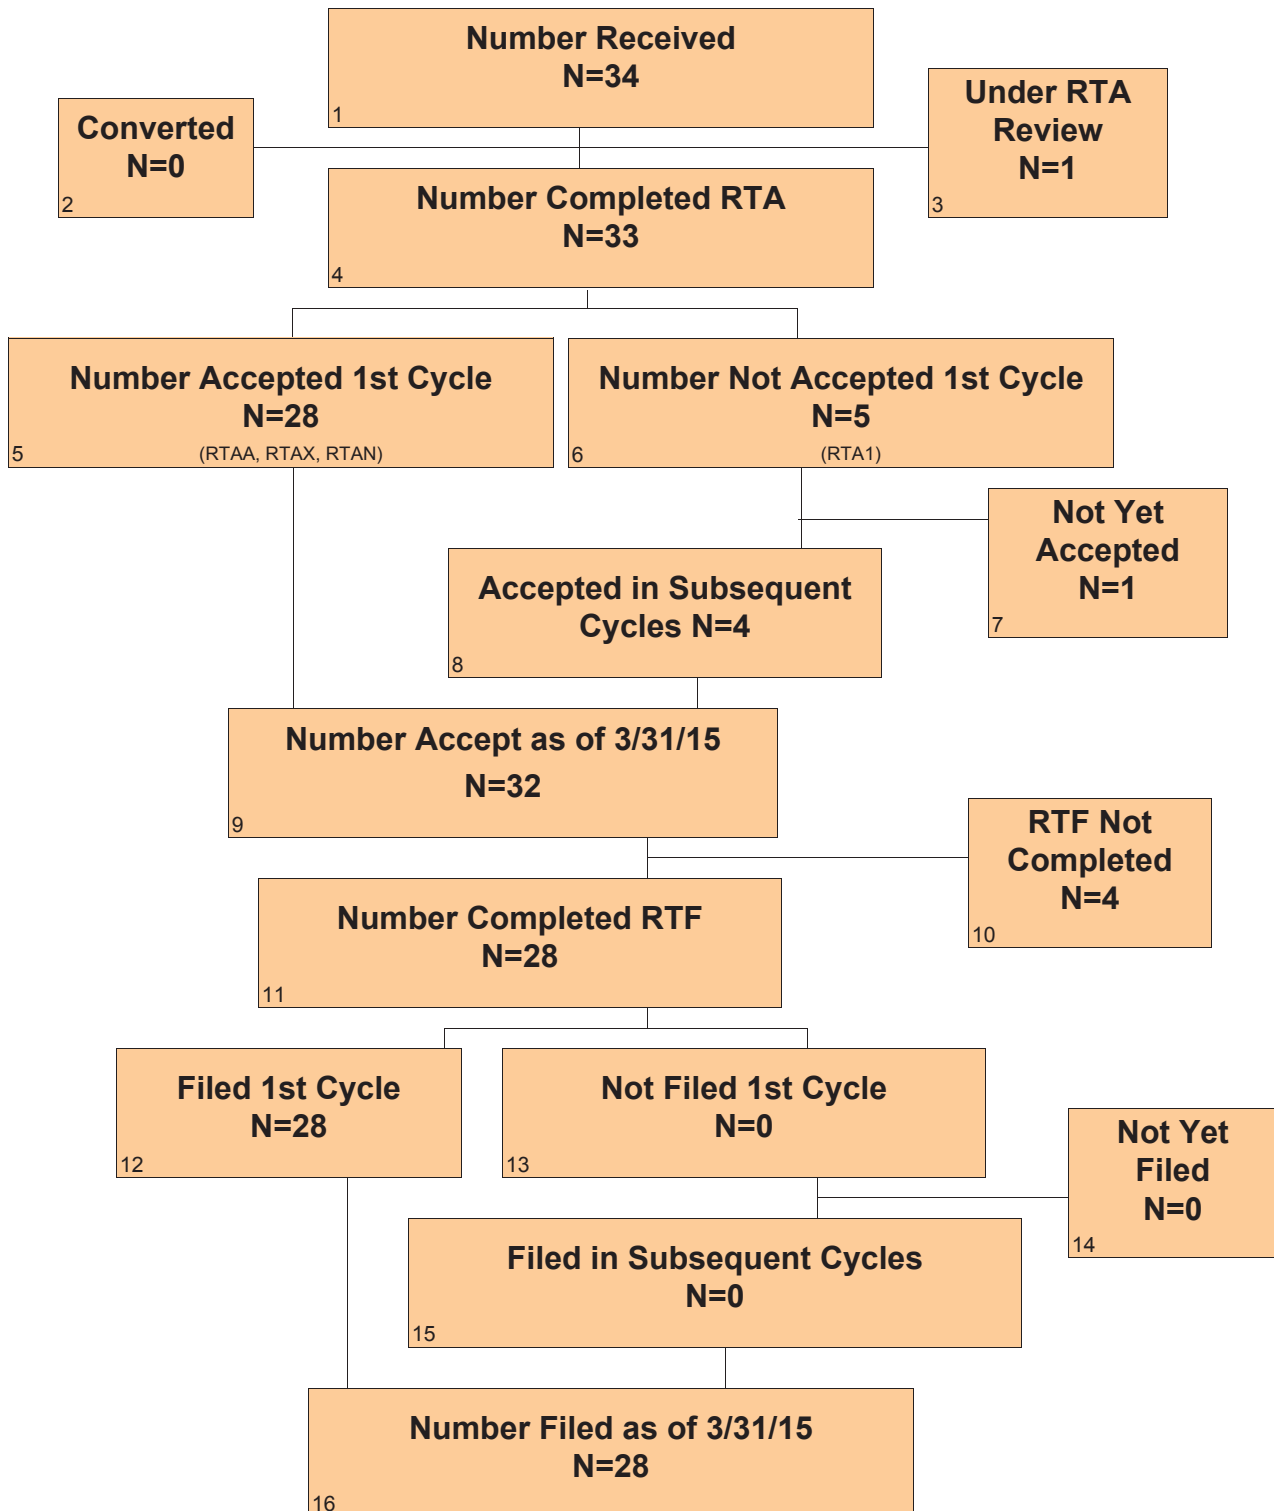 Number Received
N=34
1
Converted
N=0
2
Under RTA
Review
N=1
3
Number Completed RTA
N=33
4
Number Accepted 1st Cycle
N=28
(RTAA, RTAX, RTAN)
5
Number Not Accepted 1st Cycle
N=5
(RTA1)
6
Not Yet
Accepted
N=1
7
Accepted in Subsequent
Cycles N=4
8
Number Accept as of 3/31/15
N=32
9
RTF Not
Completed
N=4
10
Number Completed RTF
N=28
11
Filed 1st Cycle
N=28
12
Not Filed 1st Cycle
N=0
13
Not Yet
Filed
N=0
14
Filed in Subsequent Cycles
N=0
15
Number Filed as of 3/31/15
N=28
16